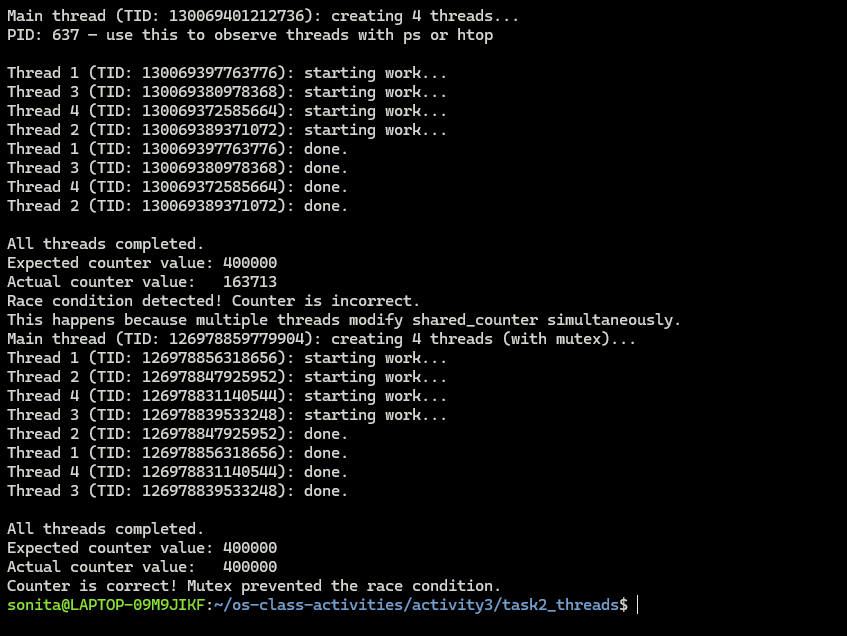 Main thread (TID: 130069401212736): creating 4 threads...
PID: 637 — use this to observe threads with ps or htop
Thread 1 (TID: 130069397763776): starting work...
Thread 3 (TID: 130069380978368): starting work...
Thread 4 (TID: 130069372585664): starting work...
Thread 2 (TID: 130069389371072): starting work...
Thread 1 (TID: 130069397763776): done.
Thread 3 (TID: 130069380978368): done.
Thread 4 (TID: 130069372585664): done.
Thread 2 (TID: 130069389371072): done.
All threads completed.
Expected counter value: 400000
Actual counter value:   163713
Race condition detected! Counter is incorrect.
This happens because multiple threads modify shared_counter simultaneously.
Main thread (TID: 126978859779904): creating 4 threads (with mutex)...
Thread 1 (TID: 126978856318656): starting work...
Thread 2 (TID: 126978847925952): starting work...
Thread 4 (TID: 126978831140544): starting work...
Thread 3 (TID: 126978839533248): starting work...
Thread 2 (TID: 126978847925952): done.
Thread 1 (TID: 126978856318656): done.
Thread 4 (TID: 126978831140544): done.
Thread 3 (TID: 126978839533248): done.
All threads completed.
Expected counter value: 400000
Actual counter value:   400000
Counter is correct! Mutex prevented the race condition.
sonita@LAPTOP-09M9JIKF:~/os-class-activities/activity3/task2_threads$